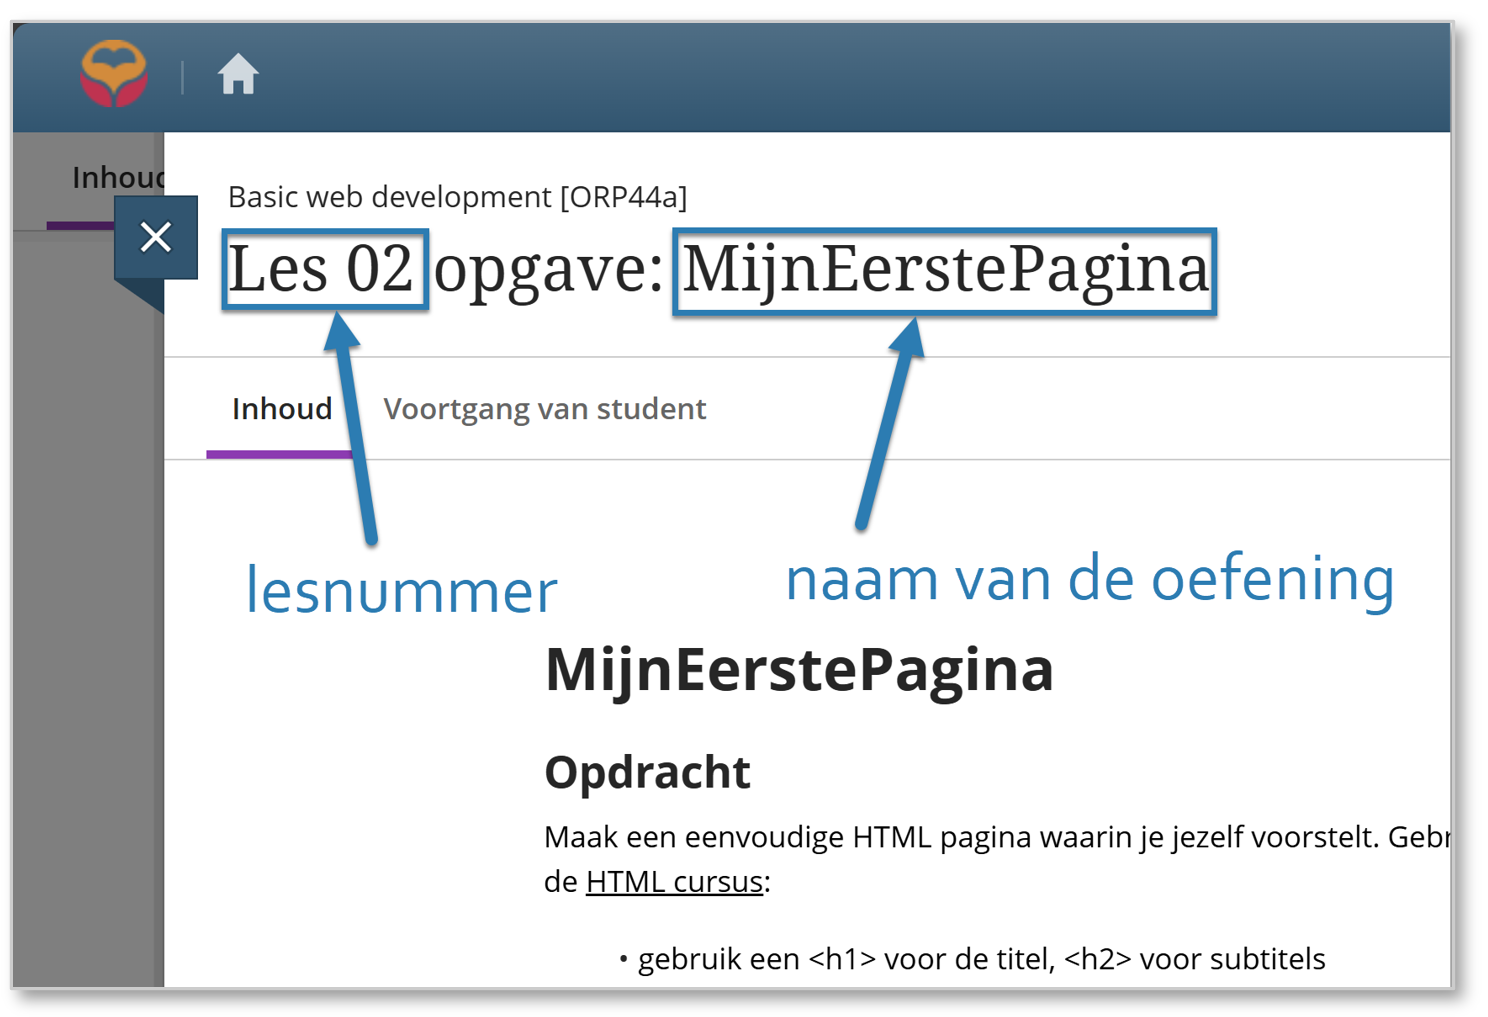 Inhoud
Basic web development [ORP44a]
Les 02 opgave: MijnEerstePagina
Inhoud
Voortgang van student
lesnummer
naam van de oefening
MijnEerstePagina
Opdracht
Maak een eenvoudige HTML pagina waarin je jezelf voorstelt. Gebr
de HTML cursus:
• gebruik een <h1> voor de titel, <h2> voor subtitels